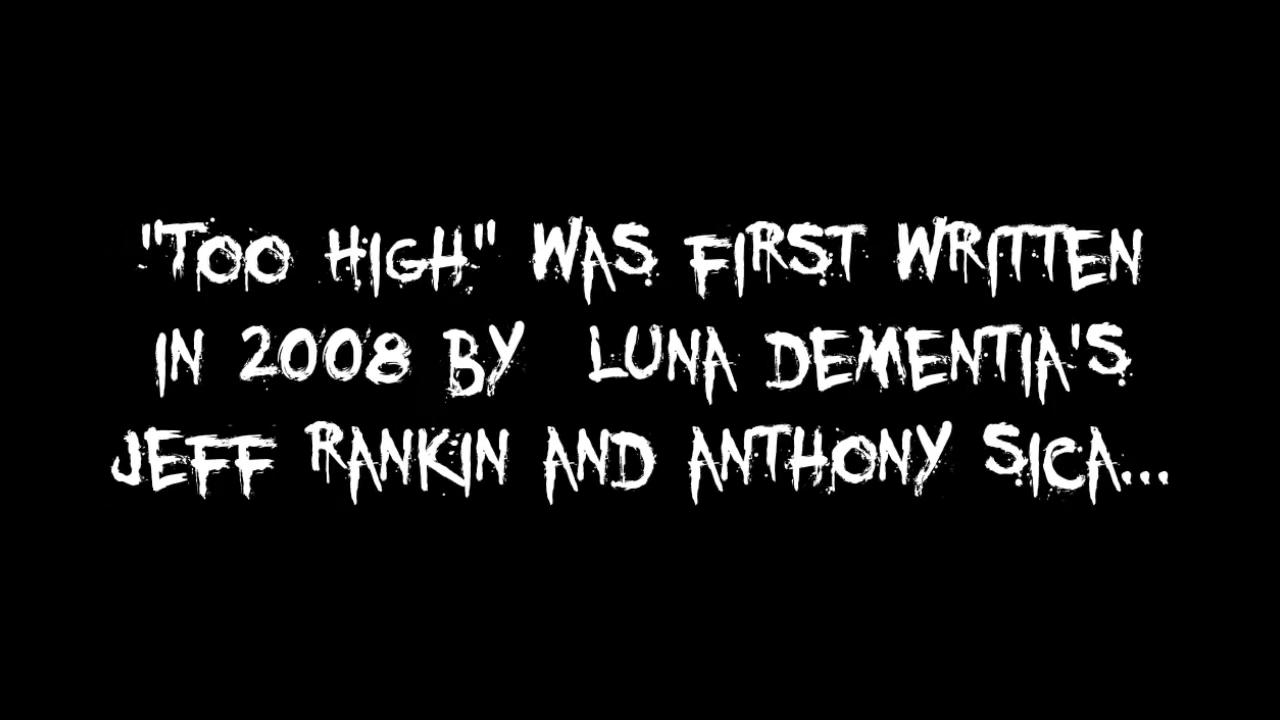 "TOO HIGH" WAS FIRST WRITTEN
IN 2008 BY LUNA DEMENTIA'S
JEFF RANKIN AND ANTHONY SICA...